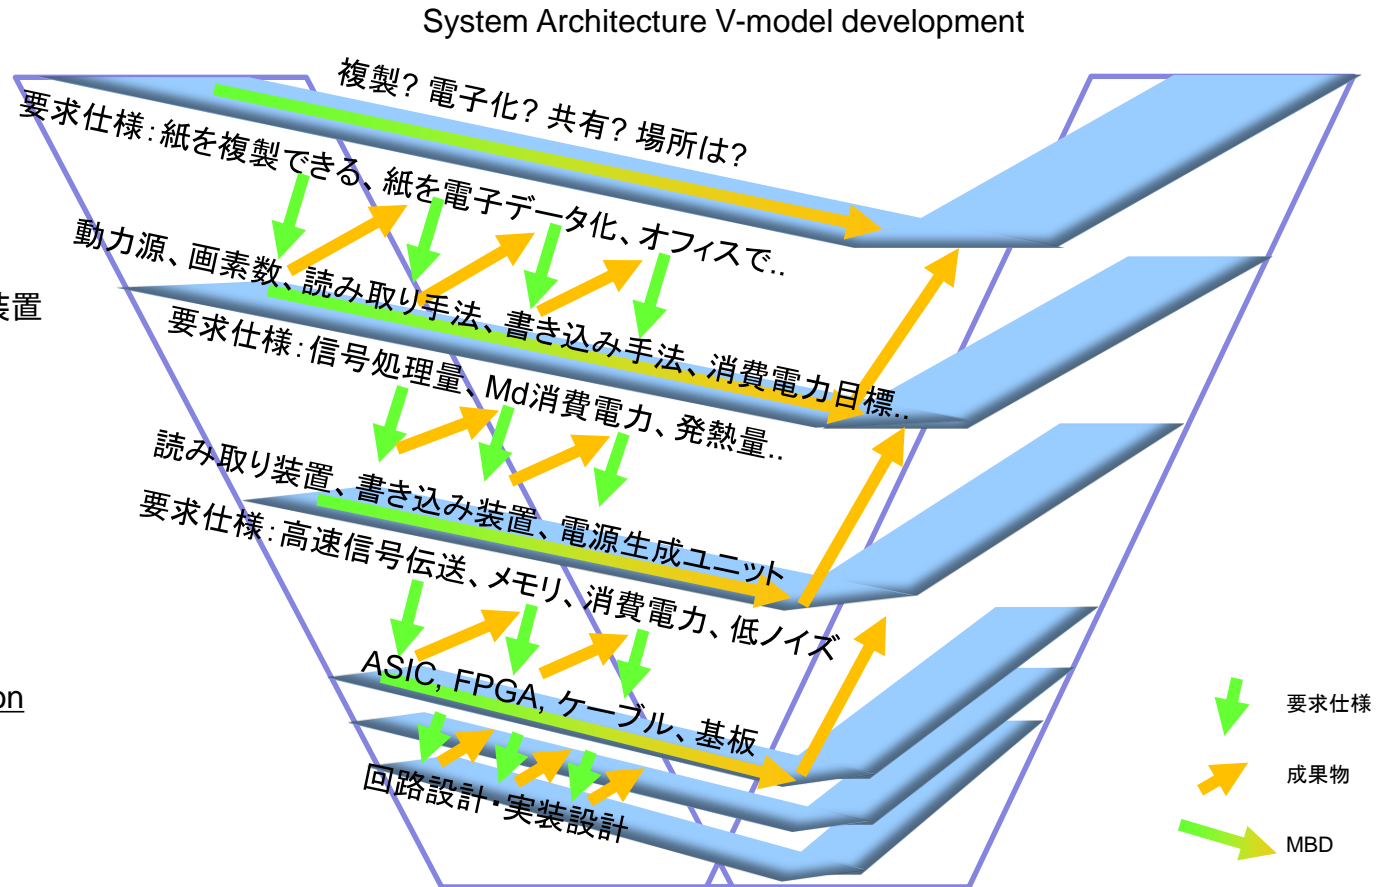 System Architecture V-model development
複製? 電子化? 共有? 場所は?
要求仕様:紙を複製できる、紙を電子データ化、オフィスで..
動力源、画素数、読み取り手法、書き込み手法、消費電力目標..
装置
要求仕様:信号処理量、Md消費電力、発熱量..
読み取り装置、書き込み装置、電源生成ユニット
要求仕様:高速信号伝送、メモリ、消費電力、低ノイズ
ASIC, FPGA, ケーブル、基板
on
回路設計・実装設計
要求仕様
成果物
MBD